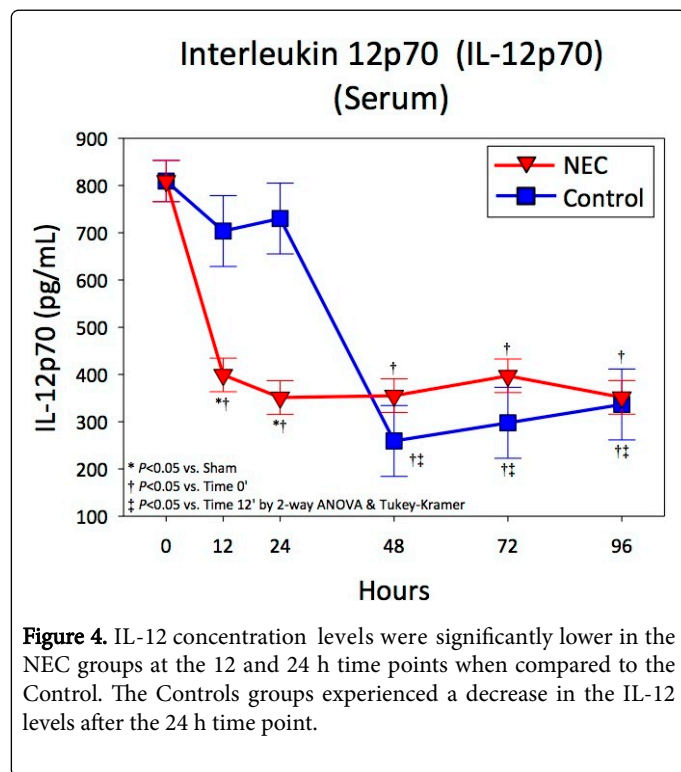 Interleukin 12p70 (IL-12p70)
(Serum)
900
800
700
600
500
400
300
200
100
IL-12p70 (pg/mL)
NEC
Control
*†
*†
†
†
†
†‡
†‡
†‡
* P<0.05 vs. Sham
† P<0.05 vs. Time 0'
‡ P<0.05 vs. Time 12' by 2-way ANOVA & Tukey-Kramer
0 12 24 48 72 96
Hours
Figure 4. IL-12 concentration levels were significantly lower in the
NEC groups at the 12 and 24 h time points when compared to the
Control. The Controls groups experienced a decrease in the IL-12
levels after the 24 h time point.